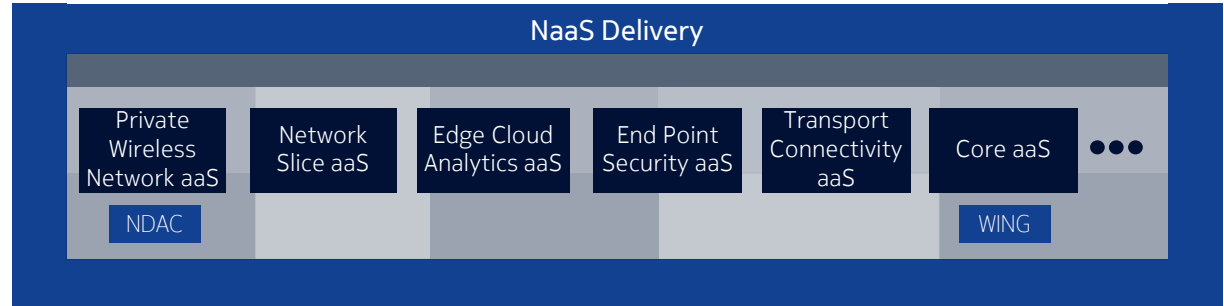 NaaS Delivery
Private
Wireless
Network aaS
Network
Slice aaS
Edge Cloud
Analytics aaS
End Point
Security aaS
Transport
Connectivity
aaS
Core aaS
●●●
NDAC
WING